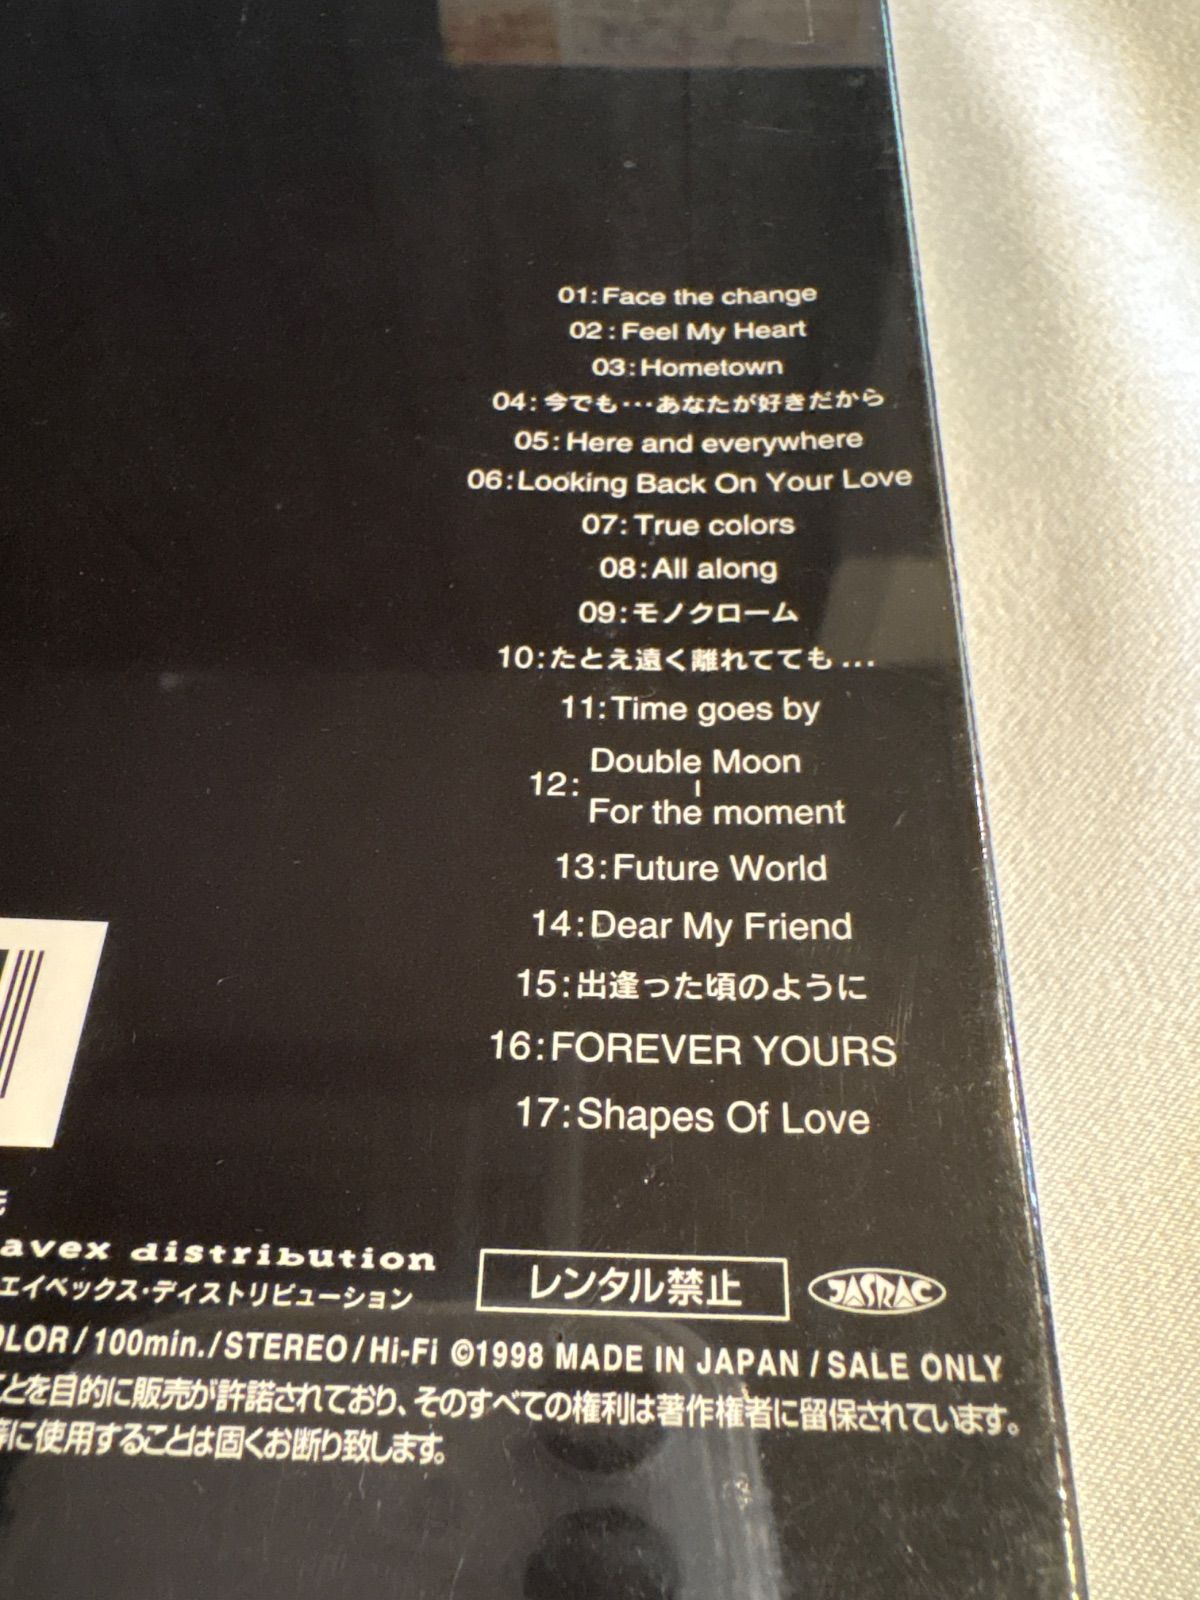 01:Face the change
02:Feel My Heart
03:Hometown
04:今でも…あなたが好きだから
05:Here and everywhere
06:Looking Back On Your Love
07:True colors
08:All along
09:モノクローム
10:たとえ遠く離れてても…
11:Time goes by
12: Double Moon
For the moment
13:Future World
14:Dear My Friend
15:出逢った頃のように
16:FOREVER YOURS
17:Shapes Of Love
avex distribution
エイベックス・ディストリビューション
レンタル禁止
JASRAC
OLOR/100min./STEREO/Hi-Fi ©1998 MADE IN JAPAN/SALE ONLY
ことを目的に販売が許諾されており、そのすべての権利は著作権者に留保されています。
等に使用することは固くお断り致します。